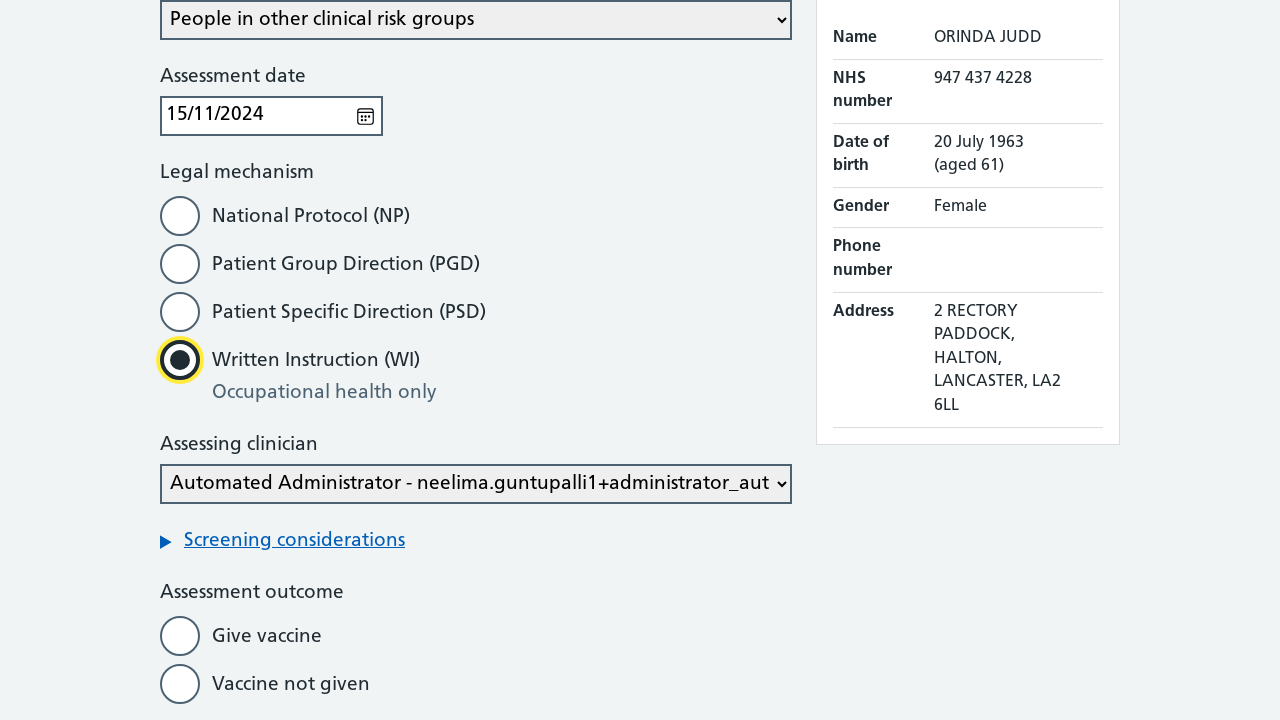 People in other clinical risk groups
Assessment date
15/11/2024
Legal mechanism
National Protocol (NP)
Patient Group Direction (PGD)
Patient Specific Direction (PSD)
Written Instruction (WI)
Occupational health only
Assessing clinician
Automated Administrator - neelima.guntupalli1+administrator_aut
Screening considerations
Assessment outcome
Give vaccine
Vaccine not given
Name ORINDA JUDD
NHS number 947 437 4228
Date of birth 20 July 1963 (aged 61)
Gender Female
Phone number
Address 2 RECTORY
PADDOCK,
HALTON,
LANCASTER, LA2
6LL